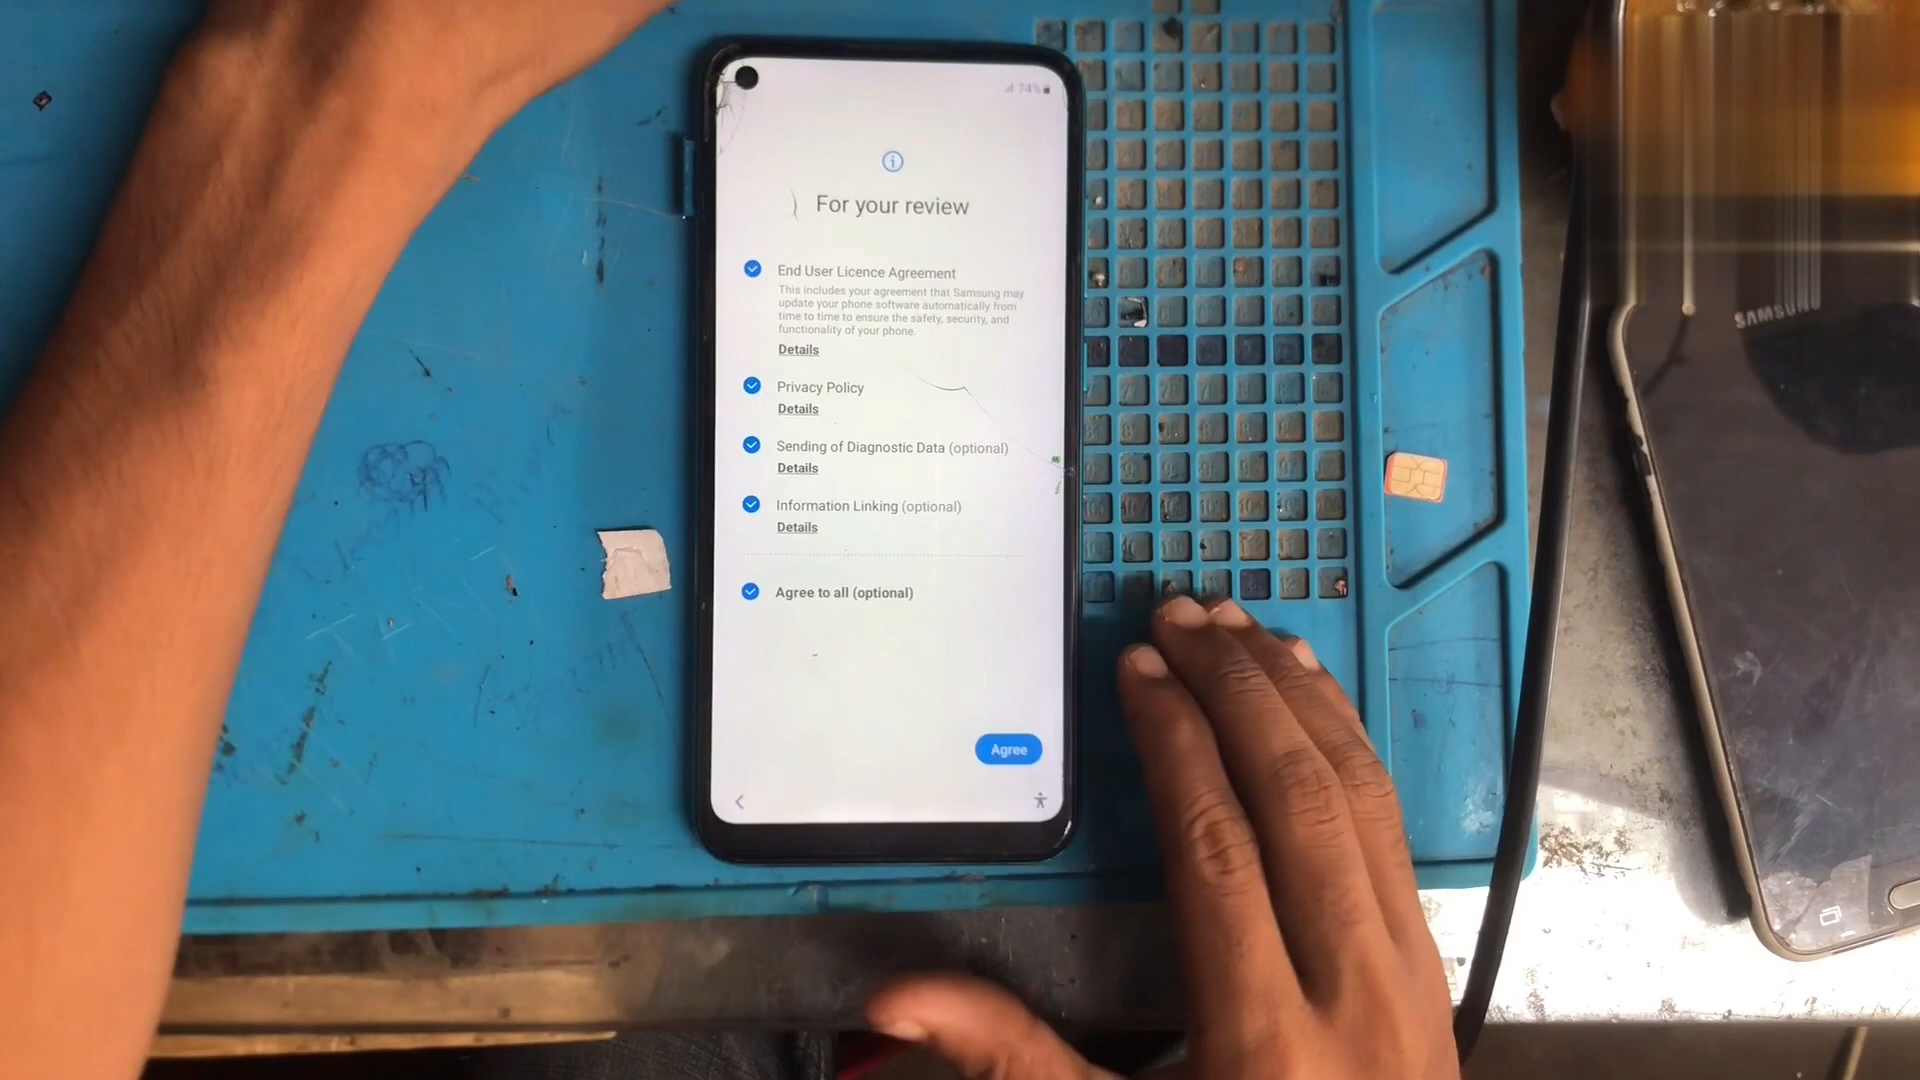 74%
For your review
End User Licence Agreement
This includes your agreement that Samsung may
update your phone software automatically from
time to time to ensure the safety, security, and
functionality of your phone.
Details
Privacy Policy
Details
Sending of Diagnostic Data (optional)
Details
Information Linking (optional)
Details
Agree to all (optional)
Agree
SAMSUNG